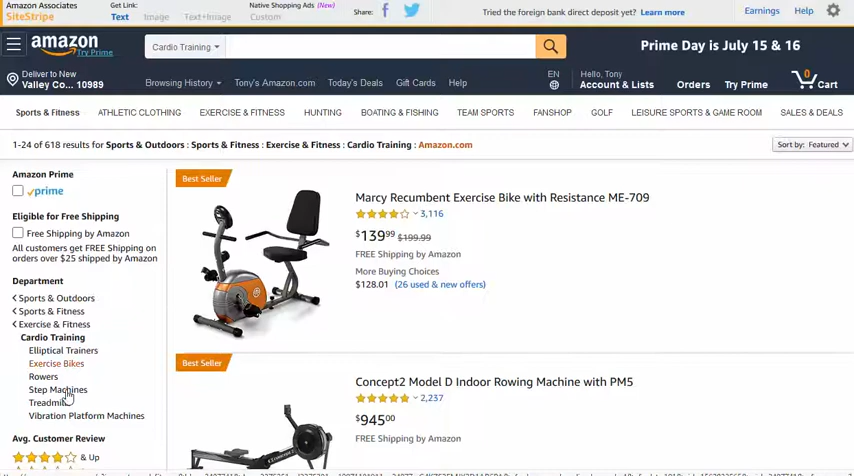 Amazon Associates
SiteStripe
Get Link:
Text Image Text+Image
Native Shopping Ads (New)
Custom
Share:
Tried the foreign bank direct deposit yet? Learn more
Earnings Help
amazon
Try Prime
Cardio Training
Prime Day is July 15 & 16
Deliver to New
Valley Co... 10989
Browsing History Tony's Amazon.com Today's Deals Gift Cards Help
EN
Hello, Tony
Account & Lists
Orders
Try Prime
0
Cart
Sports & Fitness ATHLETIC CLOTHING EXERCISE & FITNESS HUNTING BOATING & FISHING TEAM SPORTS FANSHOP GOLF LEISURE SPORTS & GAME ROOM SALES & DEALS
1-24 of 618 results for Sports & Outdoors : Sports & Fitness : Exercise & Fitness : Cardio Training : Amazon.com
Sort by: Featured
Amazon Prime
prime
Eligible for Free Shipping
Free Shipping by Amazon
All customers get FREE Shipping on
orders over $25 shipped by Amazon
Department
Sports & Outdoors
Sports & Fitness
Exercise & Fitness
Cardio Training
Elliptical Trainers
Exercise Bikes
Rowers
Step Machines
Vibration Platform Machines
Avg. Customer Review
& Up
Best Seller
Marcy Recumbent Exercise Bike with Resistance ME-709
3,116
$139.99 $199.99
FREE Shipping by Amazon
More Buying Choices
$128.01 (26 used & new offers)
Best Seller
Concept2 Model D Indoor Rowing Machine with PM5
2,237
$945.00
FREE Shipping by Amazon